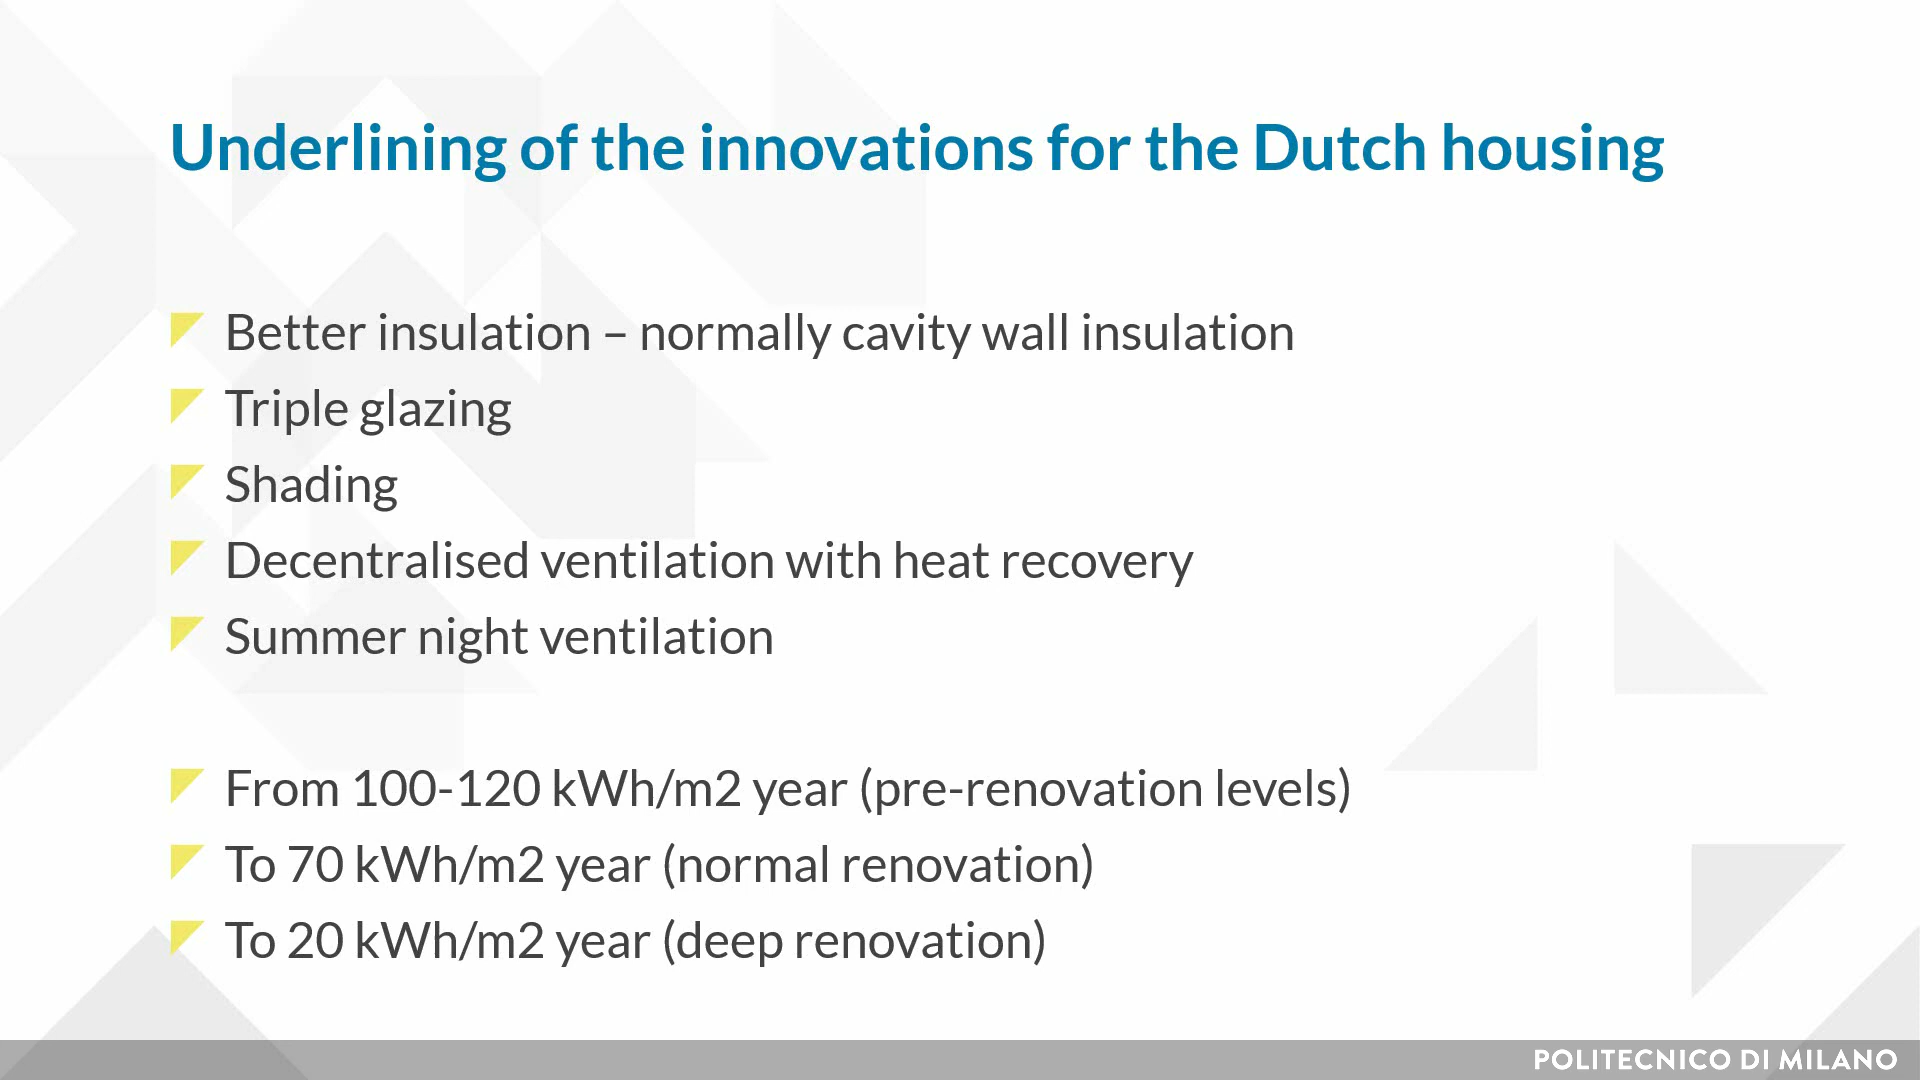 Underlining of the innovations for the Dutch housing
Better insulation – normally cavity wall insulation
Triple glazing
Shading
Decentralised ventilation with heat recovery
Summer night ventilation
From 100-120 kWh/m2 year (pre-renovation levels)
To 70 kWh/m2 year (normal renovation)
To 20 kWh/m2 year (deep renovation)
POLITECNICO DI MILANO